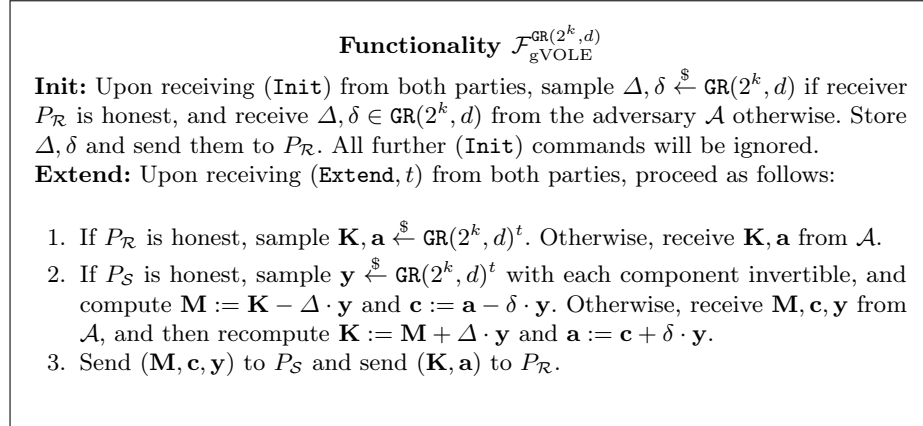 Functionality $\mathcal{F}_{\text{gVOLE}}^{\texttt{GR}(2^k,d)}$
Init: Upon receiving (Init) from both parties, sample Δ, δ ←$ GR(2^k, d) if receiver
P_R is honest, and receive Δ, δ ∈ GR(2^k, d) from the adversary 𝒜 otherwise. Store
Δ, δ and send them to P_R. All further (Init) commands will be ignored.
Extend: Upon receiving (Extend, t) from both parties, proceed as follows:
1. If P_R is honest, sample K, a ←$ GR(2^k, d)^t. Otherwise, receive K, a from 𝒜.
2. If P_S is honest, sample y ←$ GR(2^k, d)^t with each component invertible, and
compute M := K − Δ · y and c := a − δ · y. Otherwise, receive M, c, y from
𝒜, and then recompute K := M + Δ · y and a := c + δ · y.
3. Send (M, c, y) to P_S and send (K, a) to P_R.